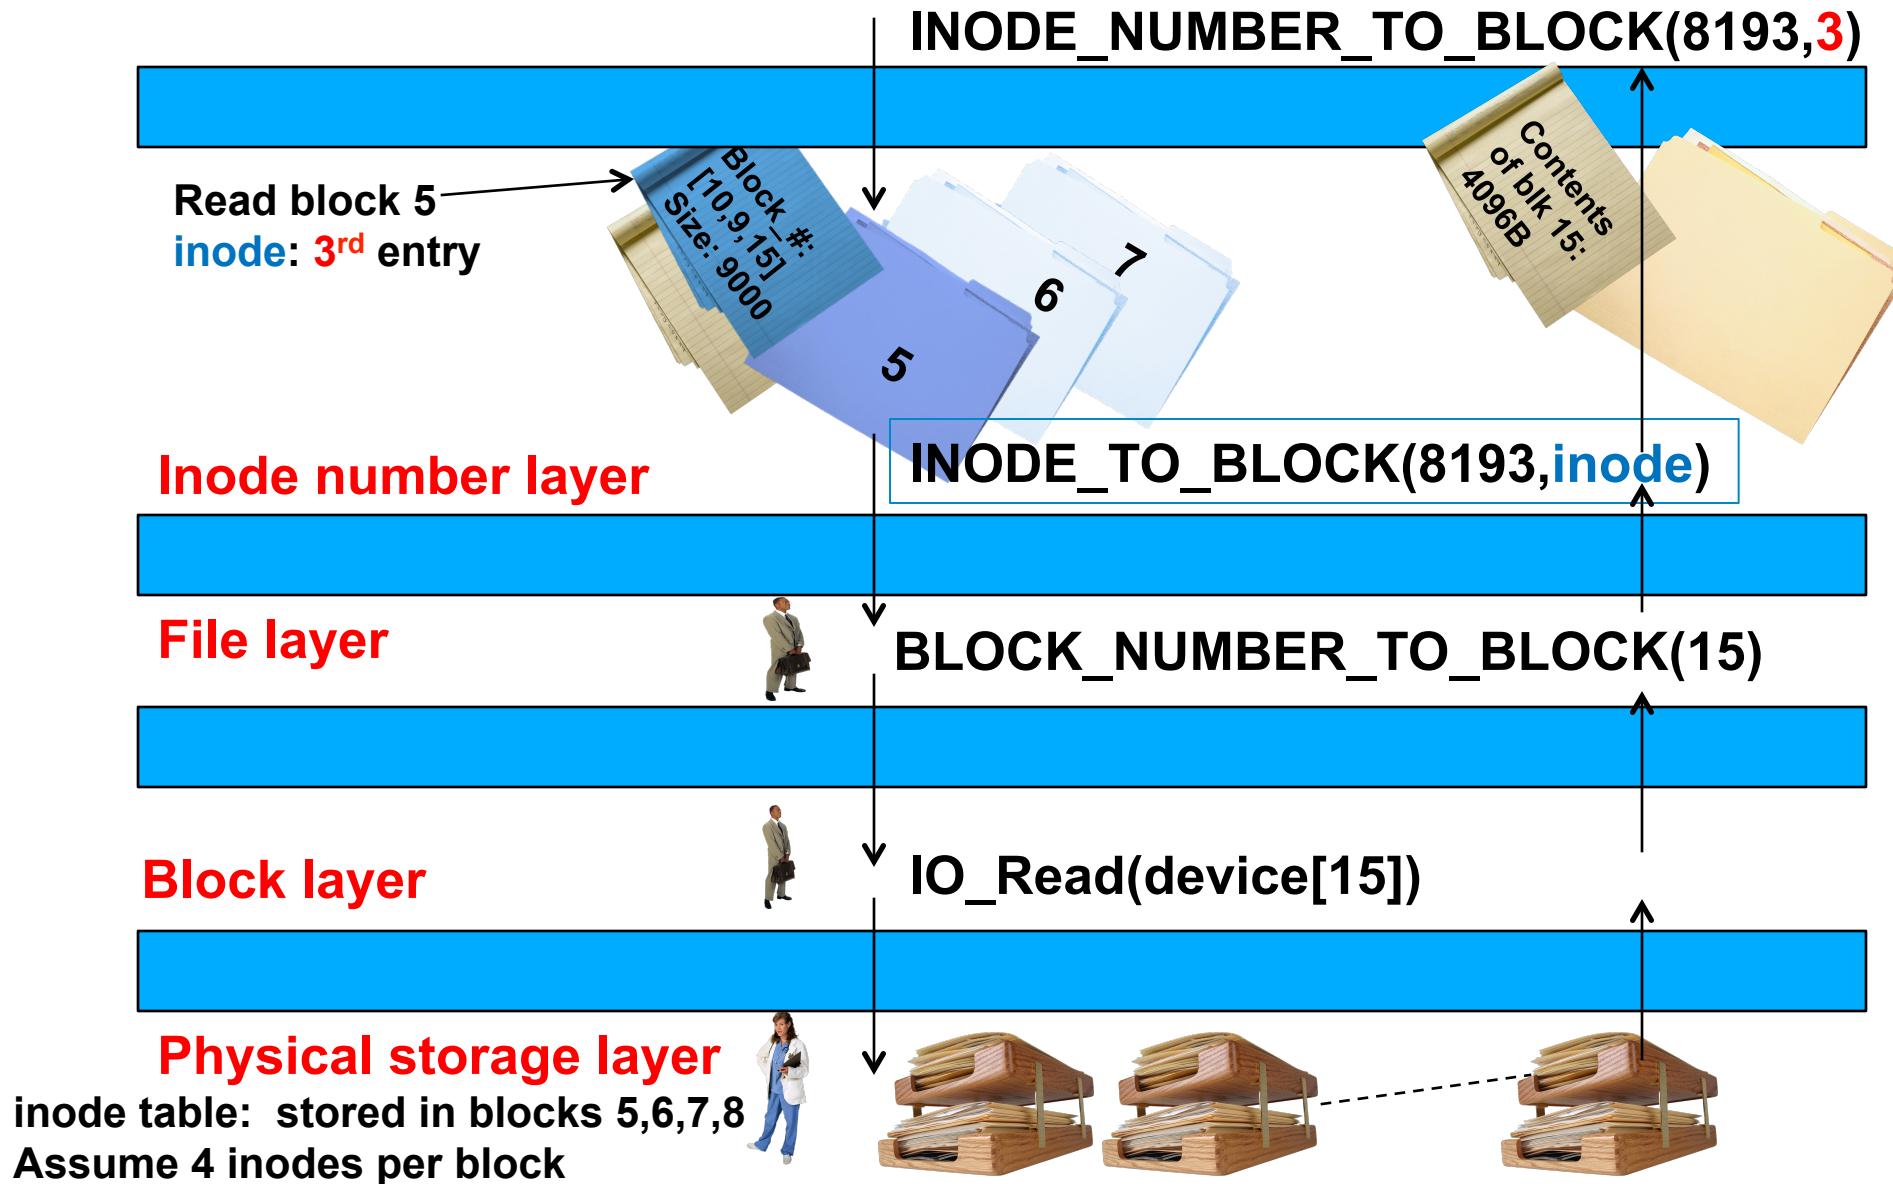 INODE_NUMBER_TO_BLOCK(8193,3)
Read block 5
inode: 3rd entry
Block_#:
[10,9,15]
Size: 9000
5
6
7
Contents
of blk 15:
4096B
Inode number layer
INODE_TO_BLOCK(8193,inode)
File layer
BLOCK_NUMBER_TO_BLOCK(15)
Block layer
IO_Read(device[15])
Physical storage layer
inode table: stored in blocks 5,6,7,8
Assume 4 inodes per block